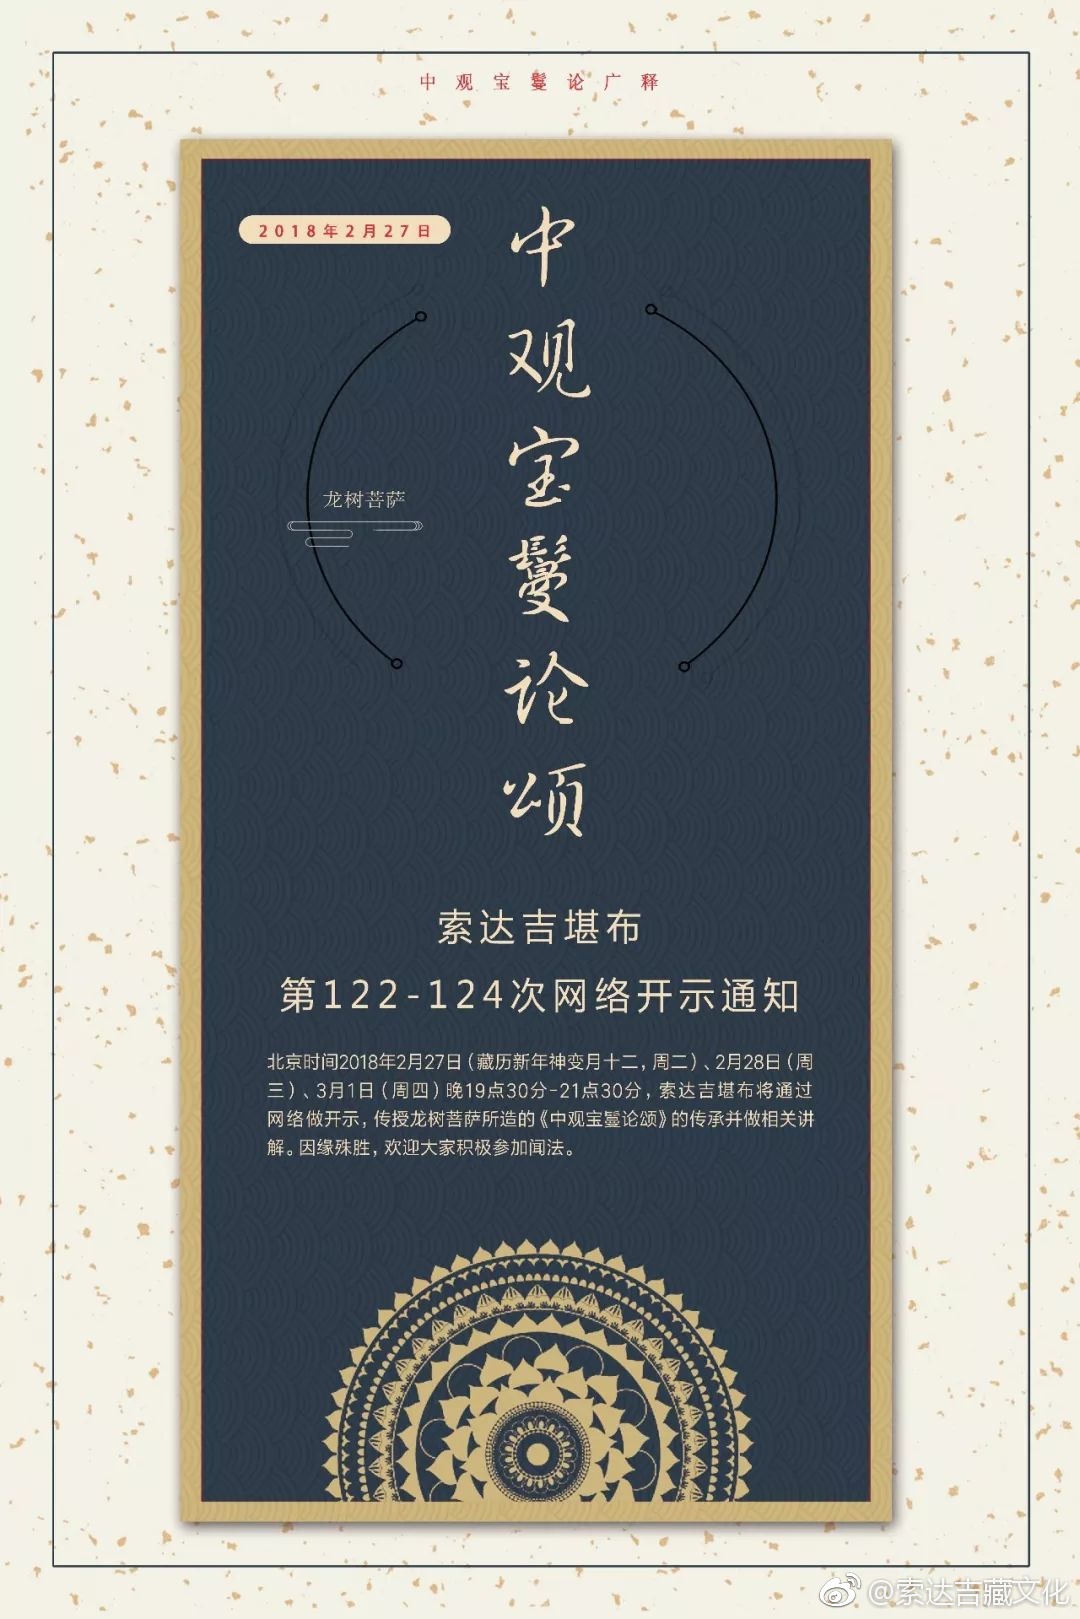 中观宝鬘论广释
2018年2月27日
中观宝鬘论颂
龙树菩萨
索达吉堪布
第122-124次网络开示通知
北京时间2018年2月27日（藏历新年神变月十二，周二）、2月28日（周
三）、3月1日（周四）晚19点30分-21点30分，索达吉堪布将通过
网络做开示，传授龙树菩萨所造的《中观宝鬘论颂》的传承并做相关讲
解。因缘殊胜，欢迎大家积极参加闻法。
@索达吉藏文化